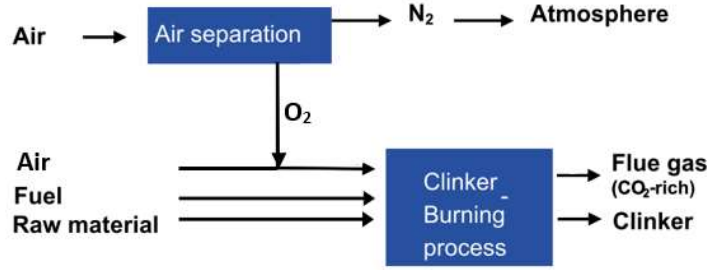 Air
Air separation
N₂
Atmosphere
O₂
Air
Fuel
Raw material
Clinker -
Burning
process
Flue gas
(CO₂-rich)
Clinker